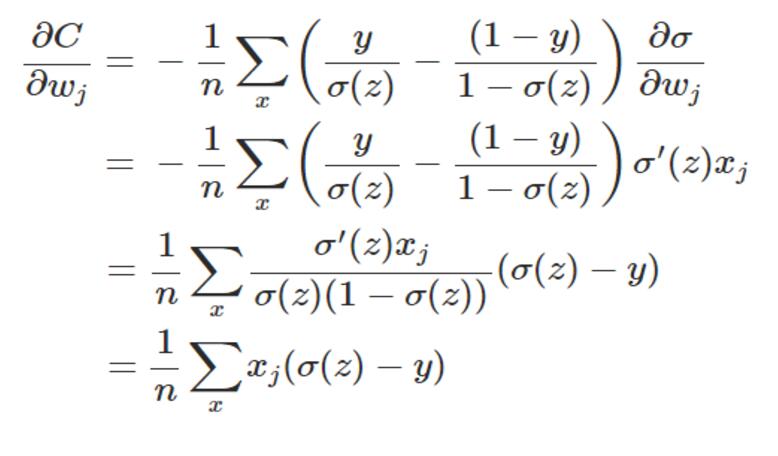 ∂C/∂w_j = − 1/n ∑_x ( y/σ(z) − (1 − y)/(1 − σ(z)) ) ∂σ/∂w_j
= − 1/n ∑_x ( y/σ(z) − (1 − y)/(1 − σ(z)) ) σ′(z)x_j
= 1/n ∑_x σ′(z)x_j/(σ(z)(1 − σ(z))) (σ(z) − y)
= 1/n ∑_x x_j(σ(z) − y)